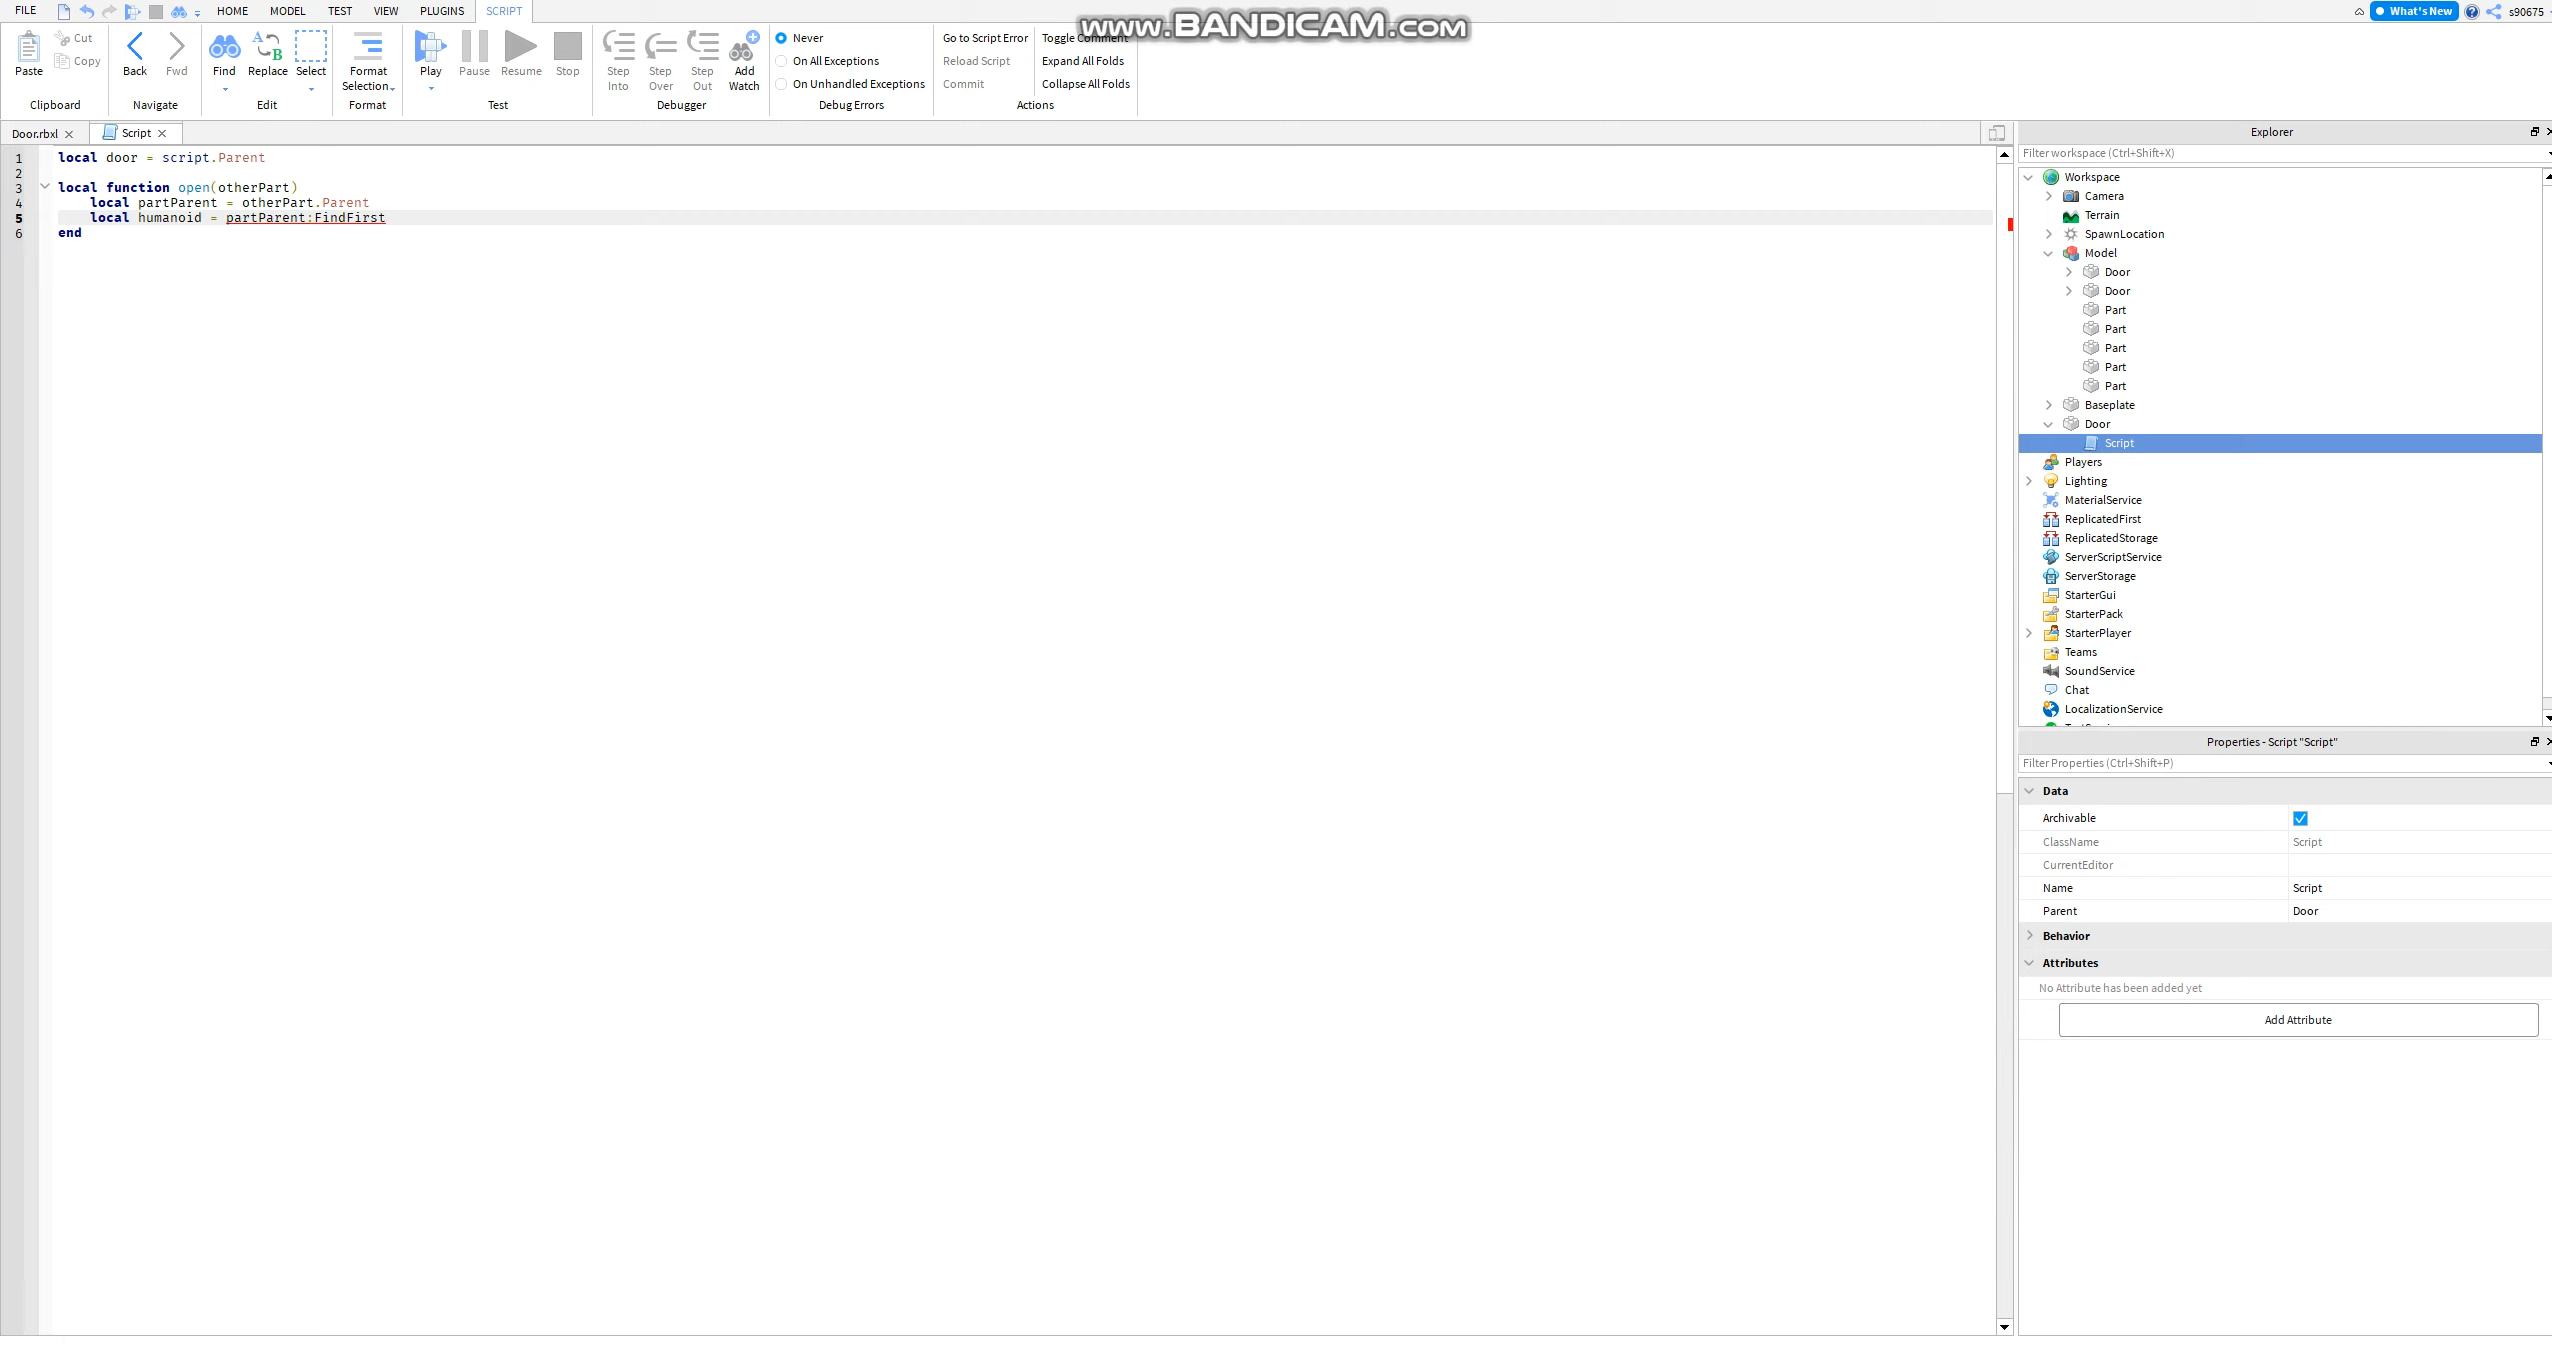 FILE HOME MODEL TEST VIEW PLUGINS SCRIPT What's New s90675
www.BANDICAM.com
Paste Cut Copy Clipboard
Back Fwd Navigate
Find Replace Select Edit
Format Selection Format
Play Pause Resume Stop Test
Step Into Step Over Step Out Add Watch Debugger
Never
On All Exceptions
On Unhandled Exceptions
Debug Errors
Go to Script Error Toggle Comment
Reload Script Expand All Folds
Commit Collapse All Folds
Actions
Door.rbxl Script
1 local door = script.Parent
2
3 local function open(otherPart)
4 local partParent = otherPart.Parent
5 local humanoid = partParent:FindFirst
6 end
Explorer
Filter workspace (Ctrl+Shift+X)
Workspace
Camera
Terrain
SpawnLocation
Model
Door
Door
Part
Part
Part
Part
Part
Baseplate
Door
Script
Players
Lighting
MaterialService
ReplicatedFirst
ReplicatedStorage
ServerScriptService
ServerStorage
StarterGui
StarterPack
StarterPlayer
Teams
SoundService
Chat
LocalizationService
Properties - Script "Script"
Filter Properties (Ctrl+Shift+P)
Data
Archivable
ClassName Script
CurrentEditor
Name Script
Parent Door
Behavior
Attributes
No Attribute has been added yet
Add Attribute